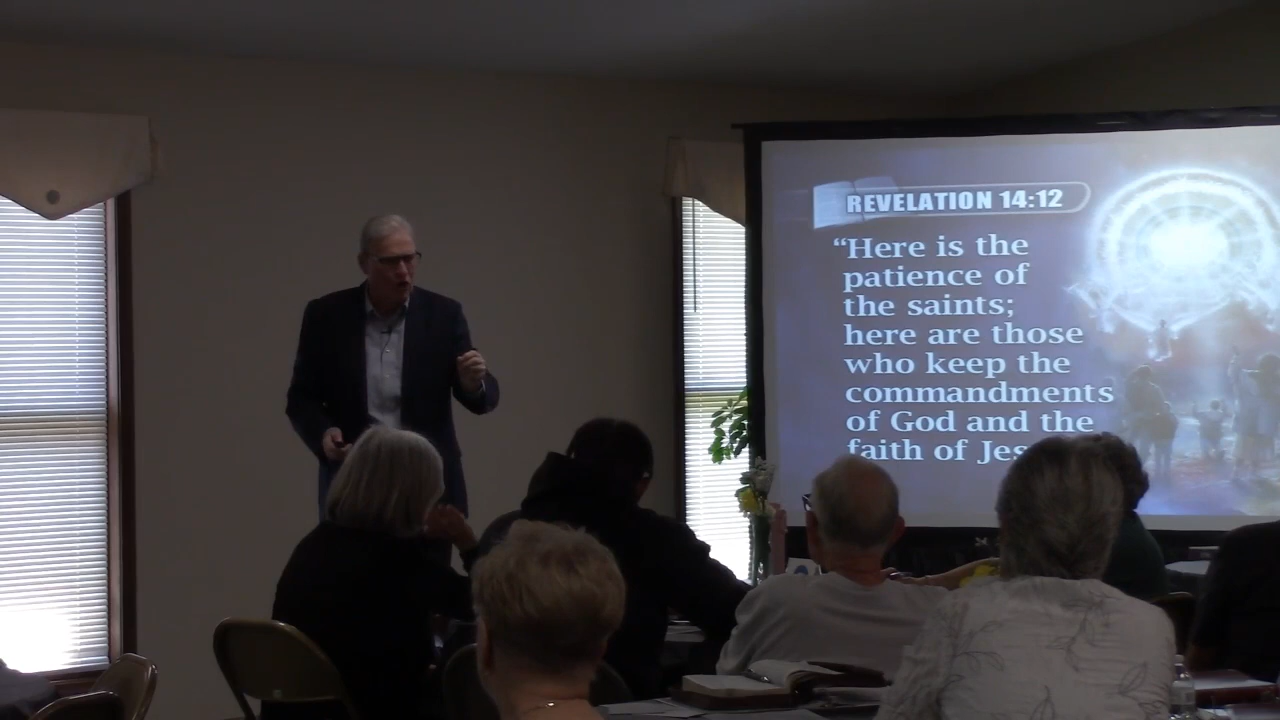 REVELATION 14:12
“Here is the
patience of
the saints;
here are those
who keep the
commandments
of God and the
faith of Jes